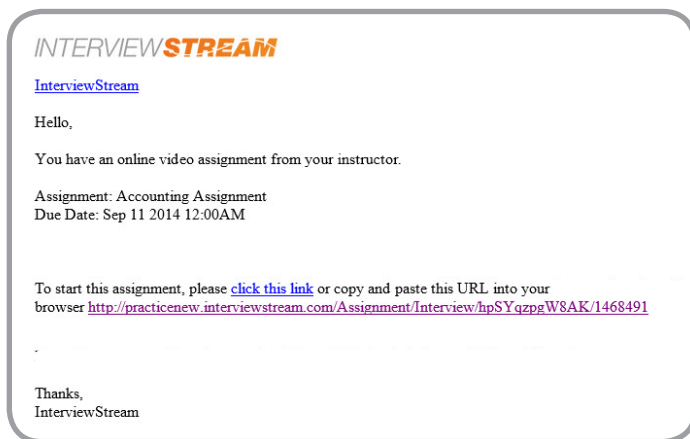 INTERVIEWSTREAM
InterviewStream
Hello,
You have an online video assignment from your instructor.
Assignment: Accounting Assignment
Due Date: Sep 11 2014 12:00AM
To start this assignment, please click this link or copy and paste this URL into your
browser http://practicenew.interviewstream.com/Assignment/Interview/hpSYqzpgW8AK/1468491
Thanks,
InterviewStream